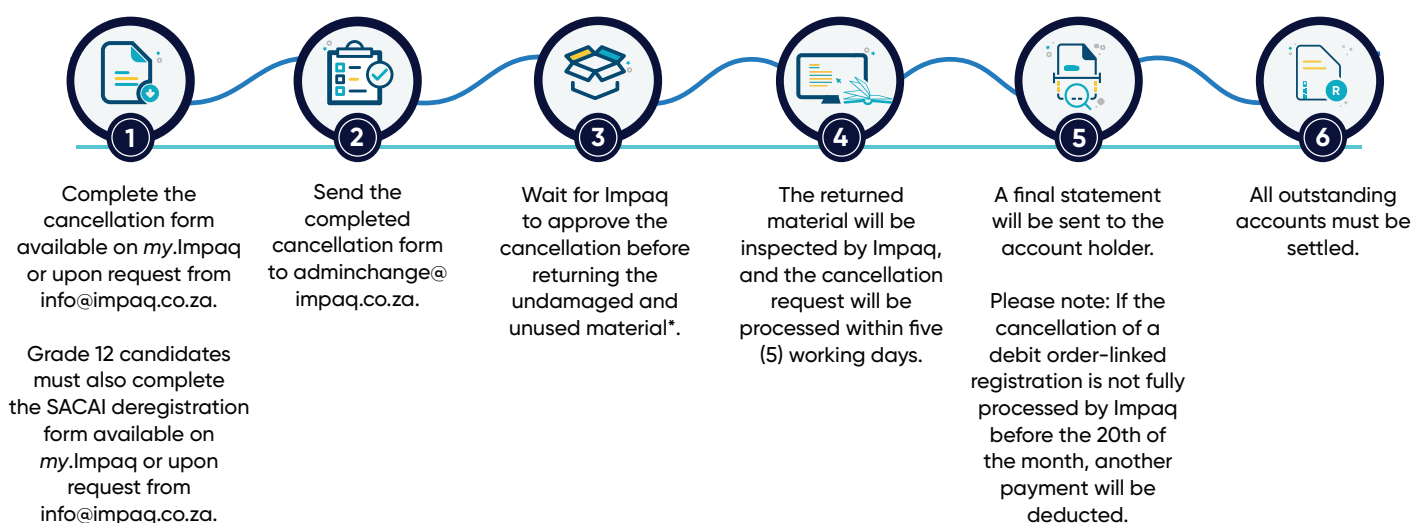 1
Complete the
cancellation form
available on my.Impaq
or upon request from
info@impaq.co.za.
Grade 12 candidates
must also complete
the SACAI deregistration
form available on
my.Impaq or upon
request from
info@impaq.co.za.
2
Send the
completed
cancellation form
to adminchange@
impaq.co.za.
3
Wait for Impaq
to approve the
cancellation before
returning the
undamaged and
unused material*.
4
The returned
material will be
inspected by Impaq,
and the cancellation
request will be
processed within five
(5) working days.
5
A final statement
will be sent to the
account holder.
Please note: If the
cancellation of a
debit order-linked
registration is not fully
processed by Impaq
before the 20th of
the month, another
payment will be
deducted.
R
6
All outstanding
accounts must be
settled.